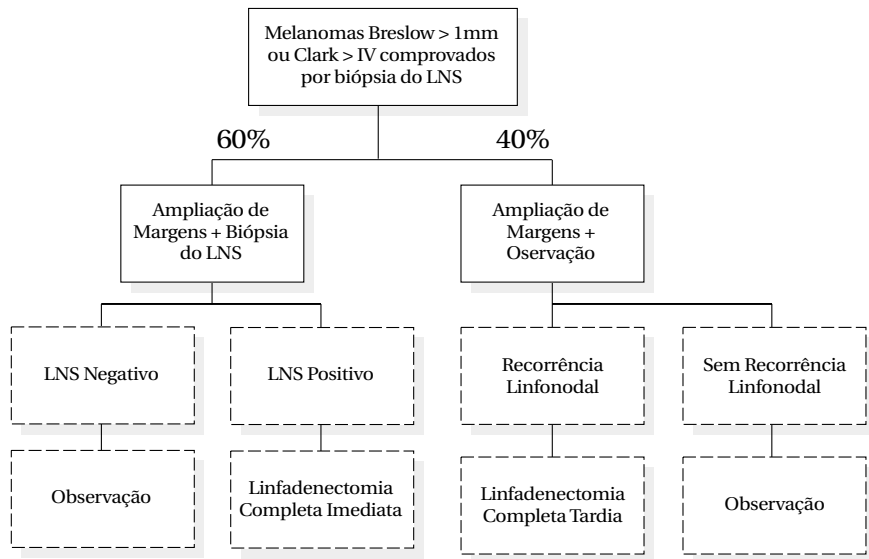 Melanomas Breslow > 1mm
ou Clark > IV comprovados
por biópsia do LNS
60%
40%
Ampliação de
Margens + Biópsia
do LNS
Ampliação de
Margens +
Oservação
LNS Negativo
LNS Positivo
Recorrência
Linfonodal
Sem Recorrência
Linfonodal
Observação
Linfadenectomia
Completa Imediata
Linfadenectomia
Completa Tardia
Observação